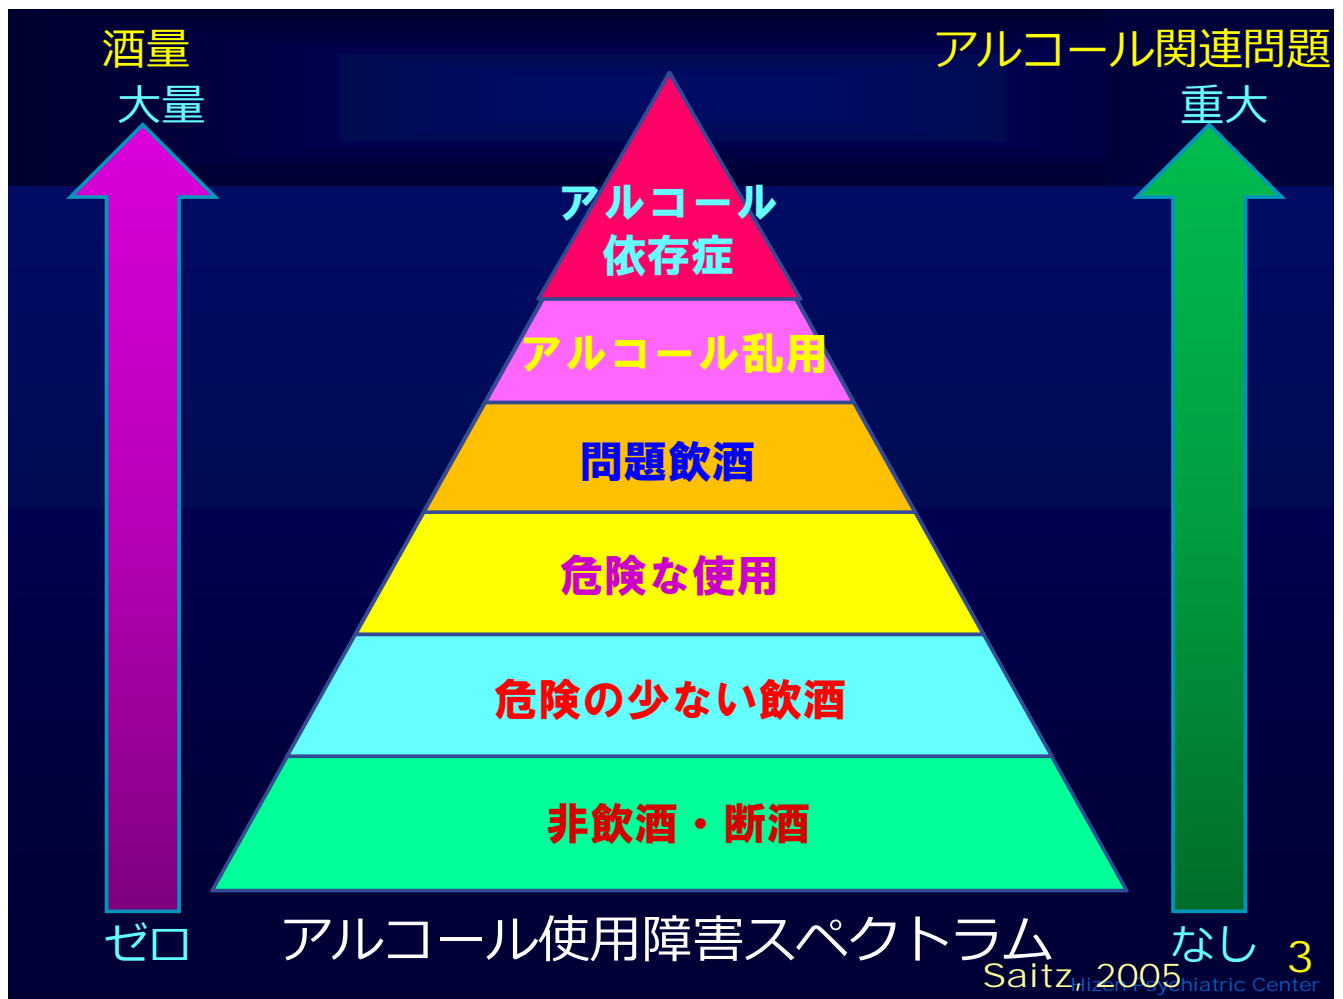 酒量
アルコール関連問題
大量
重大
アルコール
依存症
アルコール乱用
問題飲酒
危険な使用
危険の少ない飲酒
非飲酒・断酒
ゼロ
アルコール使用障害スペクトラム
なし
3
Saitz, 2005
Hizen Psychiatric Center